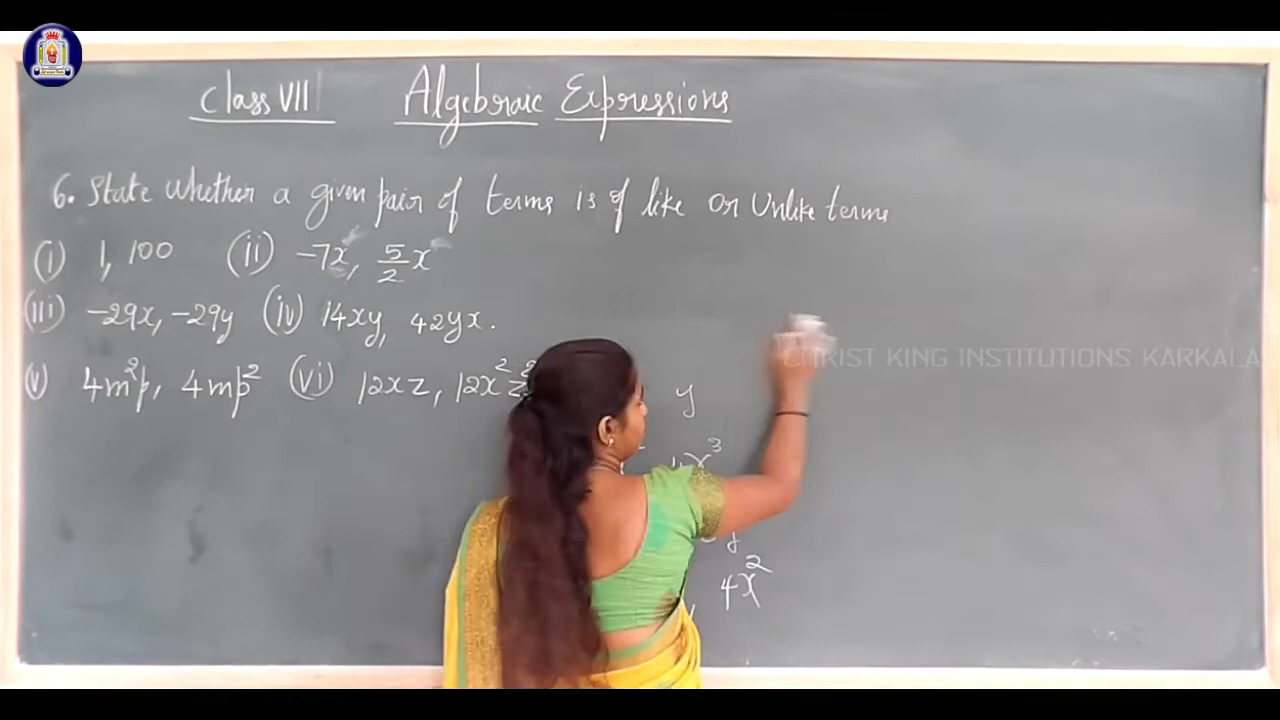 Class VII Algebraic Expressions
6. State whether a given pair of terms is of like or Unlike terms
(i) 1, 100 (ii) -7x, 5/2 x
(iii) -29x, -29y (iv) 14xy, 42yx.
(v) 4m²p, 4mp² (vi) 12xz, 12x²z²
CHRIST KING INSTITUTIONS KARKALA
y
4x³
y
, 4x²